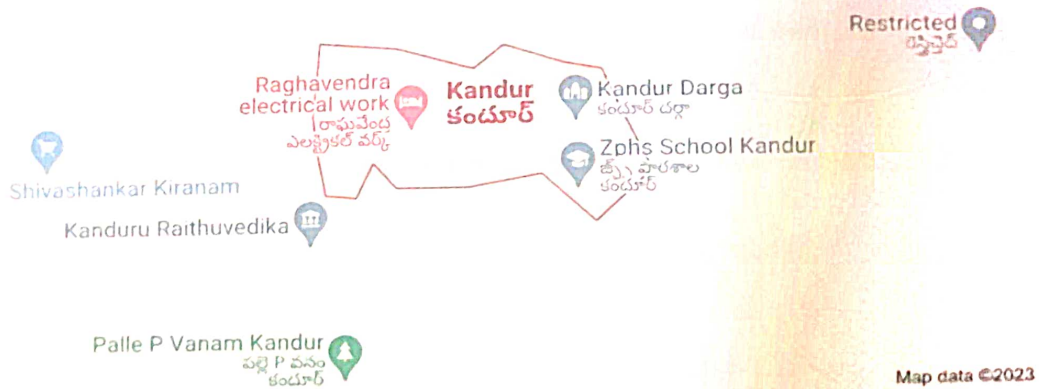 Restricted
రెస్ట్రిక్టెడ్
Raghavendra
electrical work
రాఘవేంద్ర
ఎలక్ట్రికల్ వర్క్
Kandur
కందూర్
Kandur Darga
కందూర్ దర్గా
Zphs School Kandur
పాఠశాల
కందూర్
Shivashankar Kiranam
Kanduru Raithuvedika
Palle P Vanam Kandur
పల్లె P వనం
కందూర్
Map data ©2023